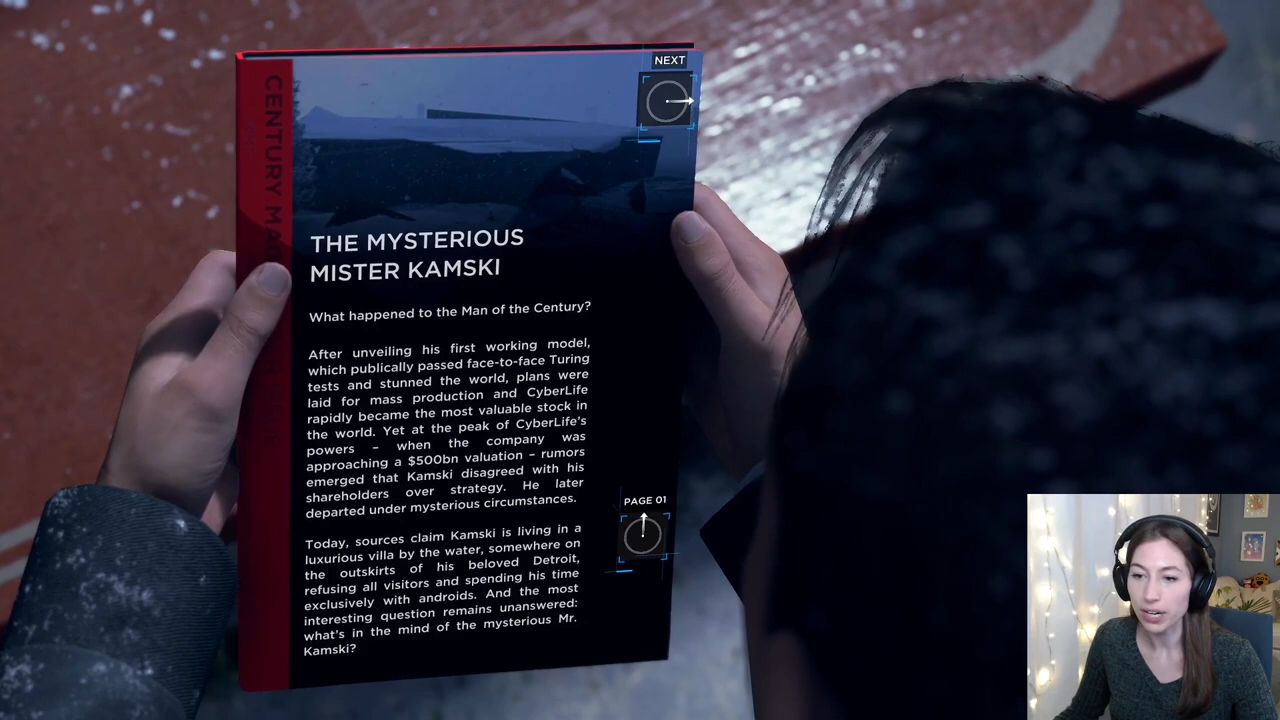 NEXT
CENTURY
THE MYSTERIOUS
MISTER KAMSKI
What happened to the Man of the Century?
After unveiling his first working model,
which publically passed face-to-face Turing
tests and stunned the world, plans were
laid for mass production and CyberLife
rapidly became the most valuable stock in
the world. Yet at the peak of CyberLife's
powers – when the company was
approaching a $500bn valuation – rumors
emerged that Kamski disagreed with his
shareholders over strategy. He later
departed under mysterious circumstances.
PAGE 01
Today, sources claim Kamski is living in a
luxurious villa by the water, somewhere on
the outskirts of his beloved Detroit,
refusing all visitors and spending his time
exclusively with androids. And the most
interesting question remains unanswered:
what's in the mind of the mysterious Mr.
Kamski?